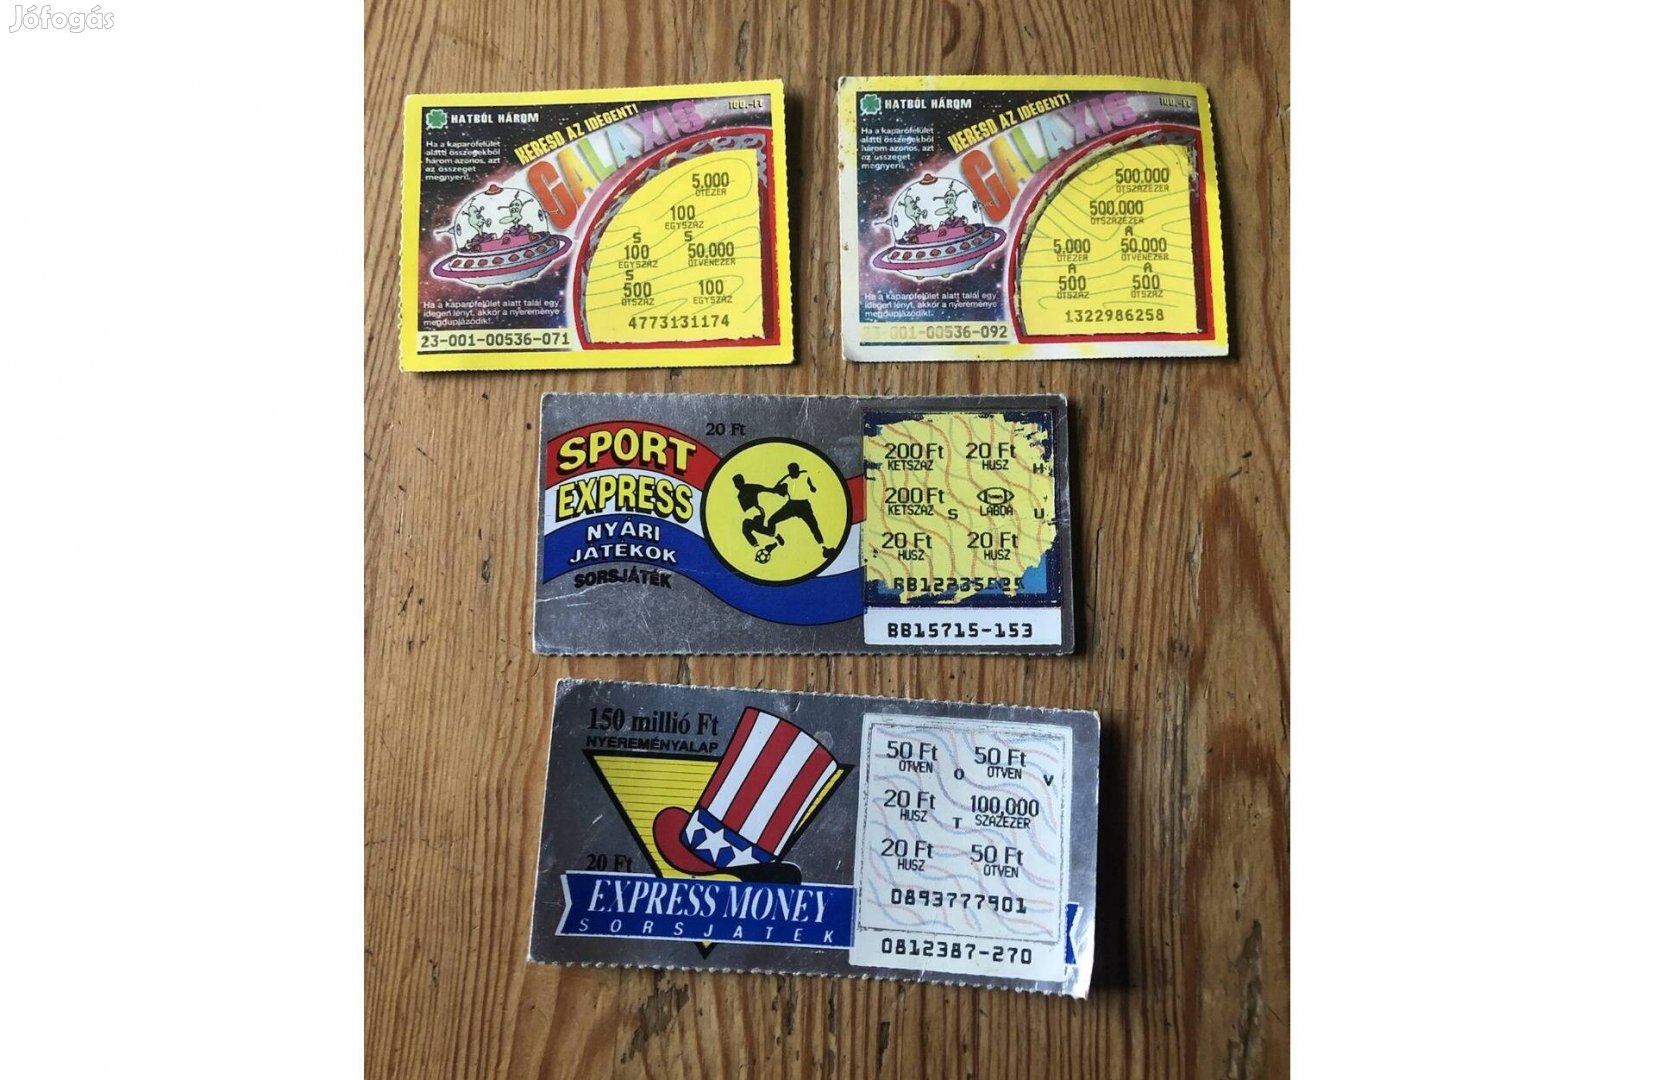 Jófogás
HATBÓL HÁROM
100.-Ft
Ha a kaparófelület
alatti összegekből
három azonos, azt
az összeget
megnyeri.
KERESD AZ IDEGENT!
GALAXIS
5,000
ÖTEZER
100
EGYSZÁZ
S S
100 50,000
EGYSZÁZ ÖTVENEZER
S
500 100
ÖTSZÁZ EGYSZÁZ
4773131174
Ha a kaparófelület alatt talál egy
idegen lényt, akkor a nyereménye
megduplázódik!
23-001-00536-071
HATBÓL HÁROM
100.-Ft
Ha a kaparófelület
alatti összegekből
három azonos, azt
az összeget
megnyeri.
KERESD AZ IDEGENT!
GALAXIS
500,000
ÖTSZÁZEZER
500,000
ÖTSZÁZEZER
A
5,000 50,000
ÖTEZER ÖTVENEZER
A A
500 500
ÖTSZÁZ ÖTSZÁZ
1322986258
Ha a kaparófelület alatt talál egy
idegen lényt, akkor a nyereménye
megduplázódik!
23-001-00536-092
20 Ft
SPORT
EXPRESS
NYÁRI
JÁTÉKOK
SORSJÁTÉK
200 Ft 20 Ft
KETSZAZ HUSZ H
200 Ft
KETSZAZ S LABDA U
20 Ft 20 Ft
HUSZ HUSZ
BB15715-153
150 millió Ft
NYEREMÉNYALAP
20 Ft
EXPRESS MONEY
SORSJÁTÉK
50 Ft 50 Ft
ÖTVEN O ÖTVEN V
20 Ft 100,000
HUSZ T SZAZEZER
20 Ft 50 Ft
HUSZ ÖTVEN
0893777901
0812387-270